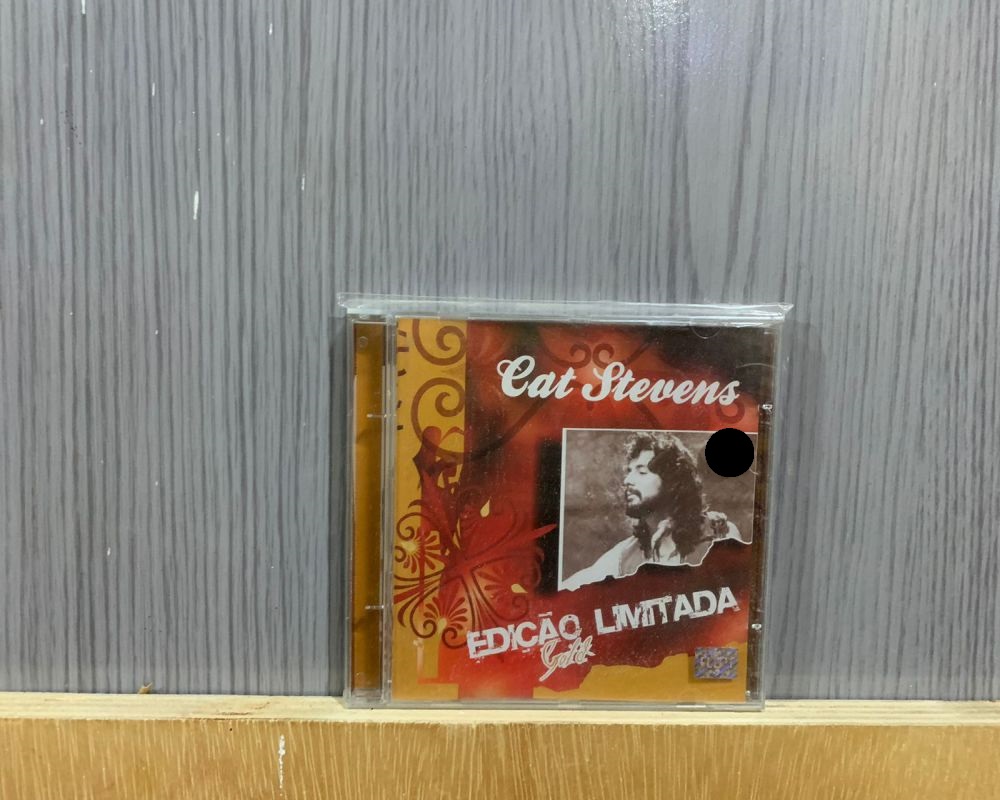 Cat Stevens
EDIÇÃO LIMITADA
Gold